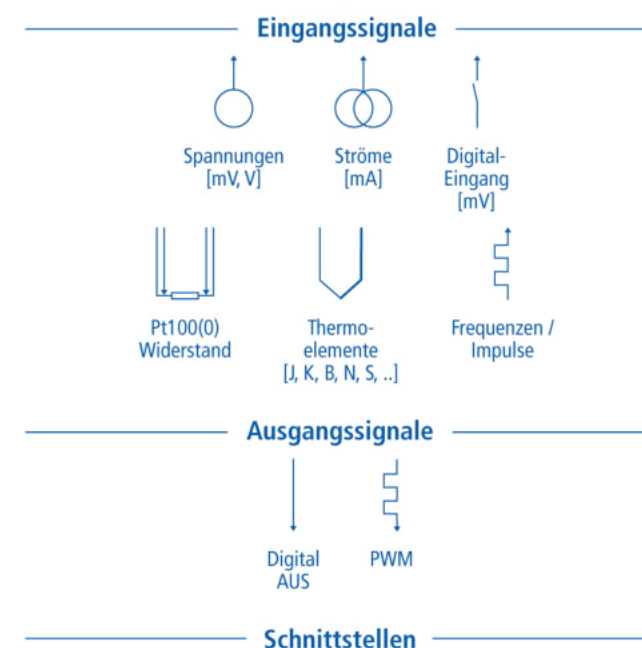 Eingangssignale
Spannungen
[mV, V]
Ströme
[mA]
Digital-
Eingang
[mV]
Pt100(0)
Widerstand
Thermo-
elemente
[J, K, B, N, S, ..]
Frequenzen /
Impulse
Ausgangssignale
Digital
AUS
PWM
Schnittstellen